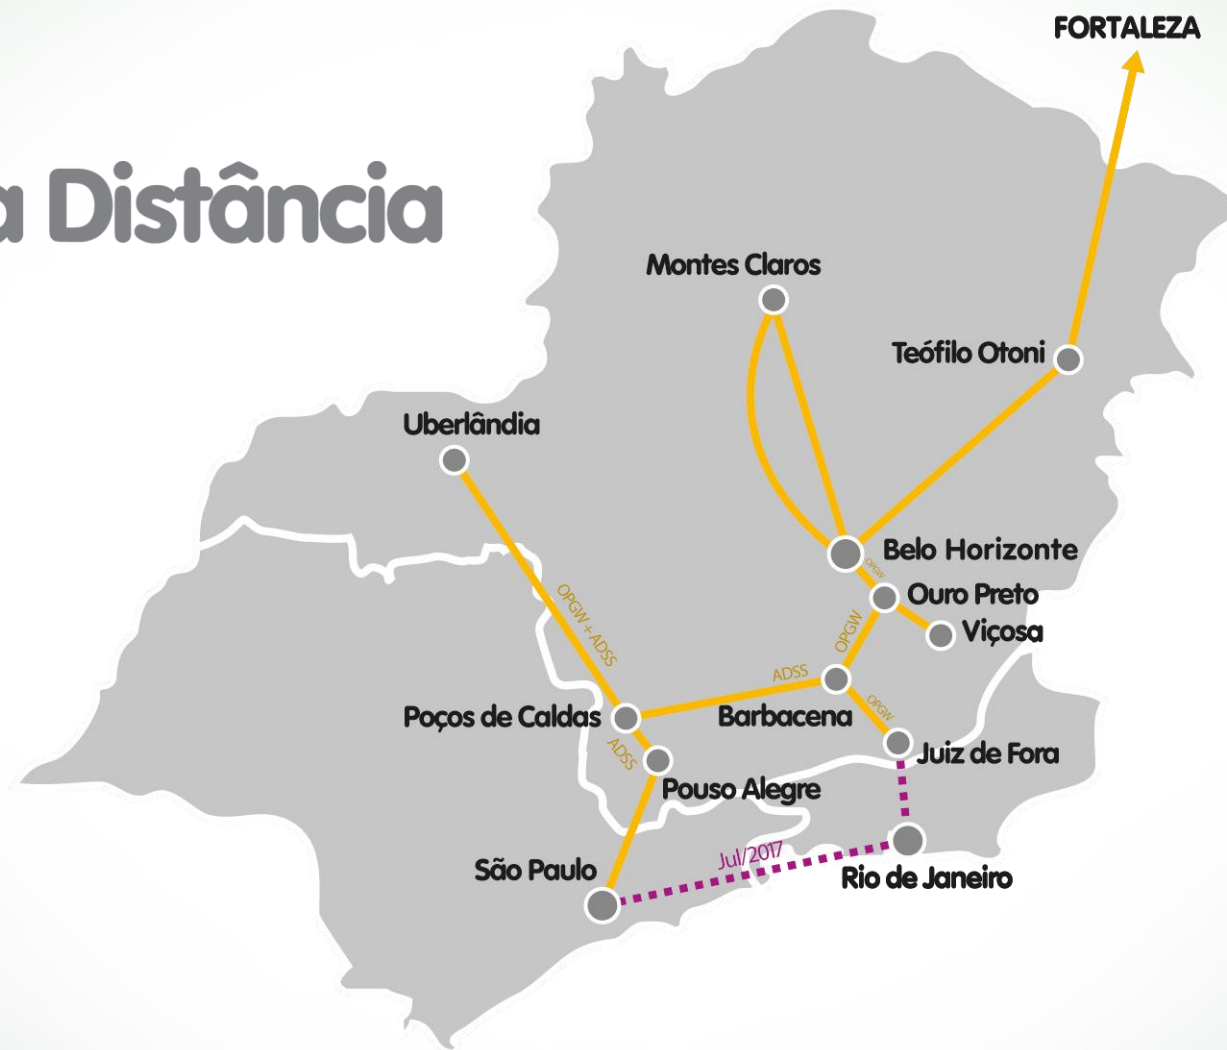 FORTALEZA
a Distância
Montes Claros
Teófilo Otoni
Uberlândia
Belo Horizonte
OPGW
Ouro Preto
OPGW + ADSS
OPGW
Viçosa
ADSS
Poços de Caldas
Barbacena
OPGW
ADSS
Juiz de Fora
Pouso Alegre
Jul/2017
São Paulo
Rio de Janeiro